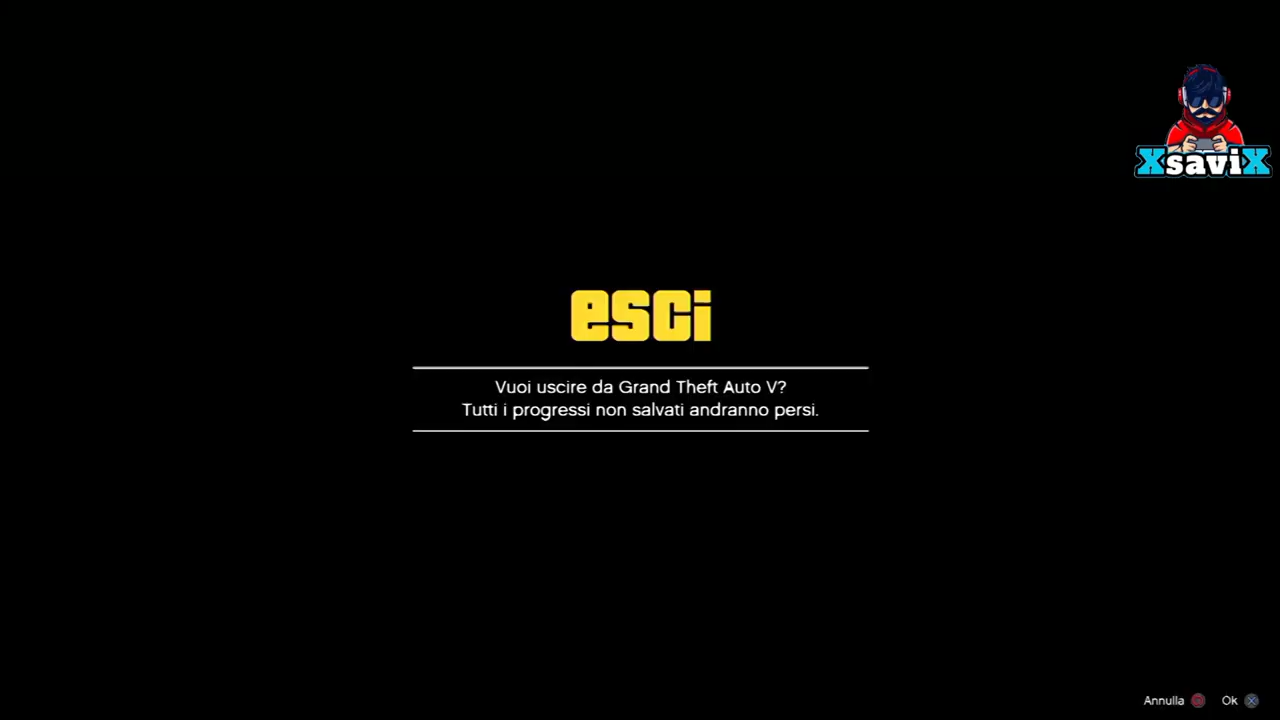 XsaviX
esci
Vuoi uscire da Grand Theft Auto V?
Tutti i progressi non salvati andranno persi.
Annulla Ok